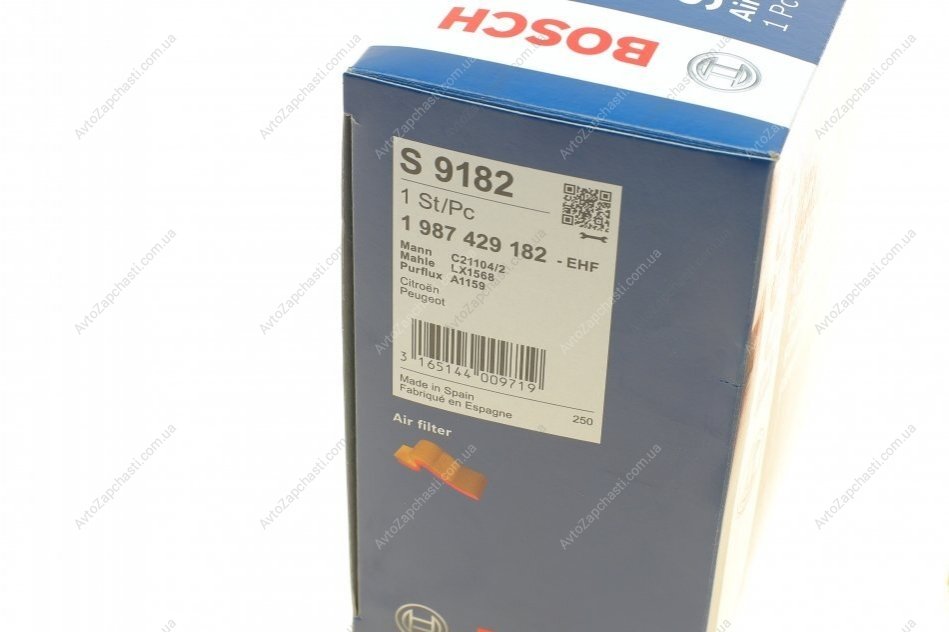 BOSCH
Air
1 Pc
S 9182
1 St/Pc
1 987 429 182 - EHF
Mann C21104/2
Mahle LX1568
Purflux A1159
Citroën
Peugeot
3 165144 009719
Made in Spain
Fabriqué en Espagne
250
Air filter
AvtoZapchasti.com.ua